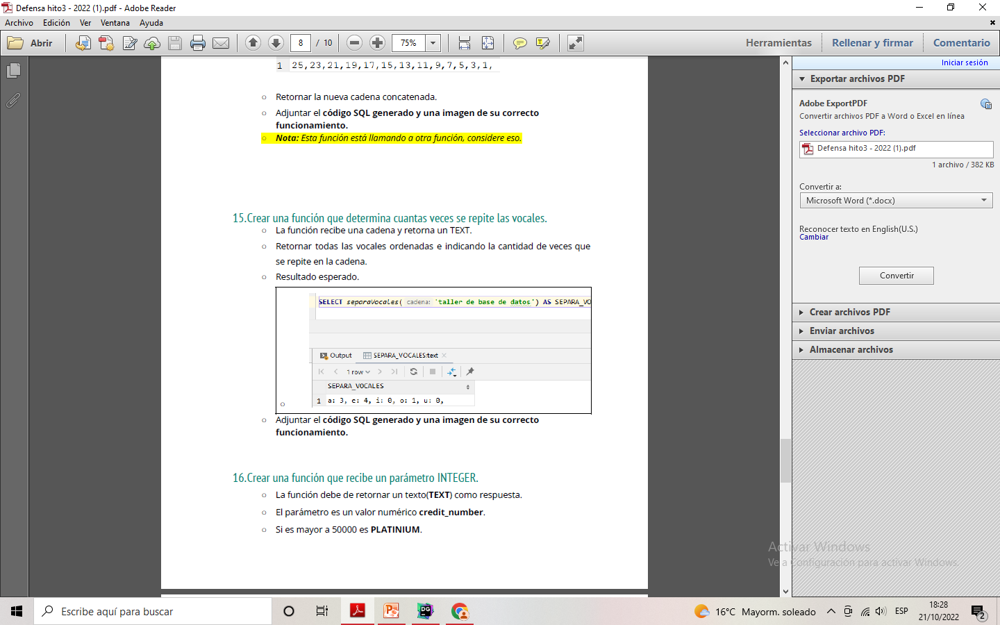 Defensa hito3 - 2022 (1).pdf - Adobe Reader
Archivo Edición Ver Ventana Ayuda
Abrir 8 / 10 75% Herramientas Rellenar y firmar Comentario
1 25,23,21,19,17,15,13,11,9,7,5,3,1,
○ Retornar la nueva cadena concatenada.
○ Adjuntar el código SQL generado y una imagen de su correcto
funcionamiento.
○ Nota: Esta función está llamando a otra función, considere eso.
15.Crear una función que determina cuantas veces se repite las vocales.
○ La función recibe una cadena y retorna un TEXT.
○ Retornar todas las vocales ordenadas e indicando la cantidad de veces que
se repite en la cadena.
○ Resultado esperado.
SELECT separaVocales( cadena: 'taller de base de datos') AS SEPARA_VO
Output SEPARA_VOCALES:text
1 row
SEPARA_VOCALES
1 a: 3, e: 4, i: 0, o: 1, u: 0,
○
○ Adjuntar el código SQL generado y una imagen de su correcto
funcionamiento.
16.Crear una función que recibe un parámetro INTEGER.
○ La función debe de retornar un texto(TEXT) como respuesta.
○ El parámetro es un valor numérico credit_number.
○ Si es mayor a 50000 es PLATINIUM.
Iniciar sesión
Exportar archivos PDF
Adobe ExportPDF
Convertir archivos PDF a Word o Excel en línea
Seleccionar archivo PDF:
Defensa hito3 - 2022 (1).pdf
1 archivo / 382 KB
Convertir a:
Microsoft Word (*.docx)
Reconocer texto en English(U.S.)
Cambiar
Convertir
Crear archivos PDF
Enviar archivos
Almacenar archivos
Activar Windows
Ve a Configuración para activar Windows.
Escribe aquí para buscar
DG
16°C Mayorm. soleado
ESP
18:28
21/10/2022
2